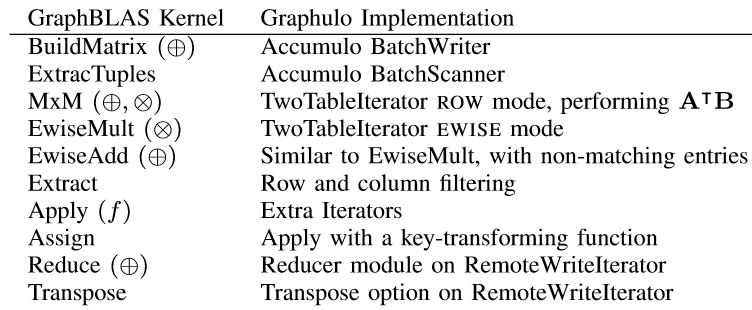 GraphBLAS Kernel Graphulo Implementation
BuildMatrix (⊕) Accumulo BatchWriter
ExtracTuples Accumulo BatchScanner
MxM (⊕, ⊗) TwoTableIterator ROW mode, performing A⊤B
EwiseMult (⊗) TwoTableIterator EWISE mode
EwiseAdd (⊕) Similar to EwiseMult, with non-matching entries
Extract Row and column filtering
Apply (f) Extra Iterators
Assign Apply with a key-transforming function
Reduce (⊕) Reducer module on RemoteWriteIterator
Transpose Transpose option on RemoteWriteIterator